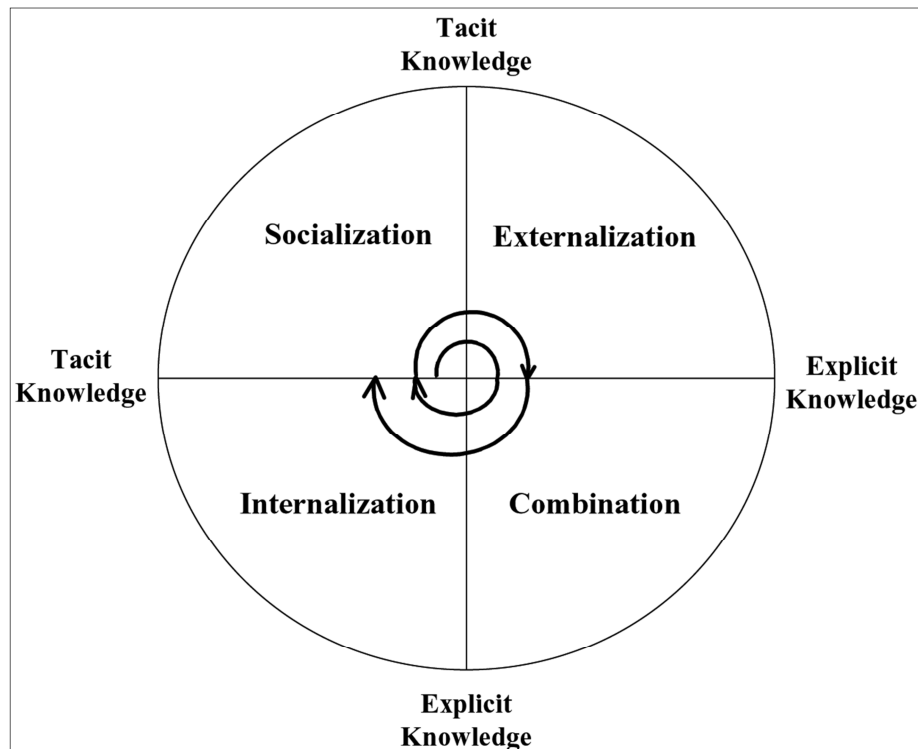 Tacit
Knowledge
Socialization
Externalization
Tacit
Knowledge
Explicit
Knowledge
Internalization
Combination
Explicit
Knowledge